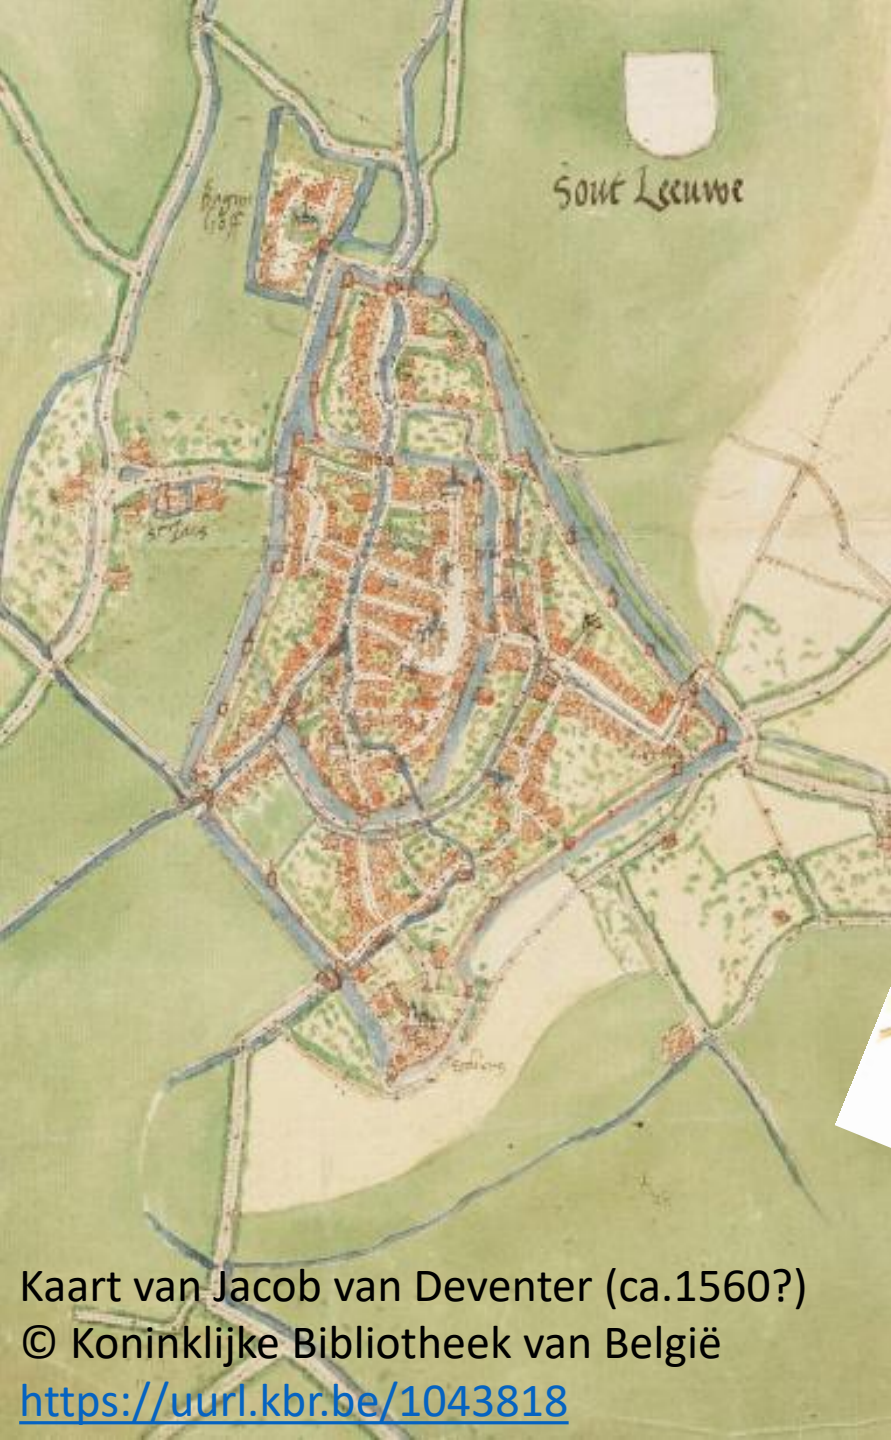 Sout Leeuwe
Kaart van Jacob van Deventer (ca.1560?)
© Koninklijke Bibliotheek van België
https://uurl.kbr.be/1043818